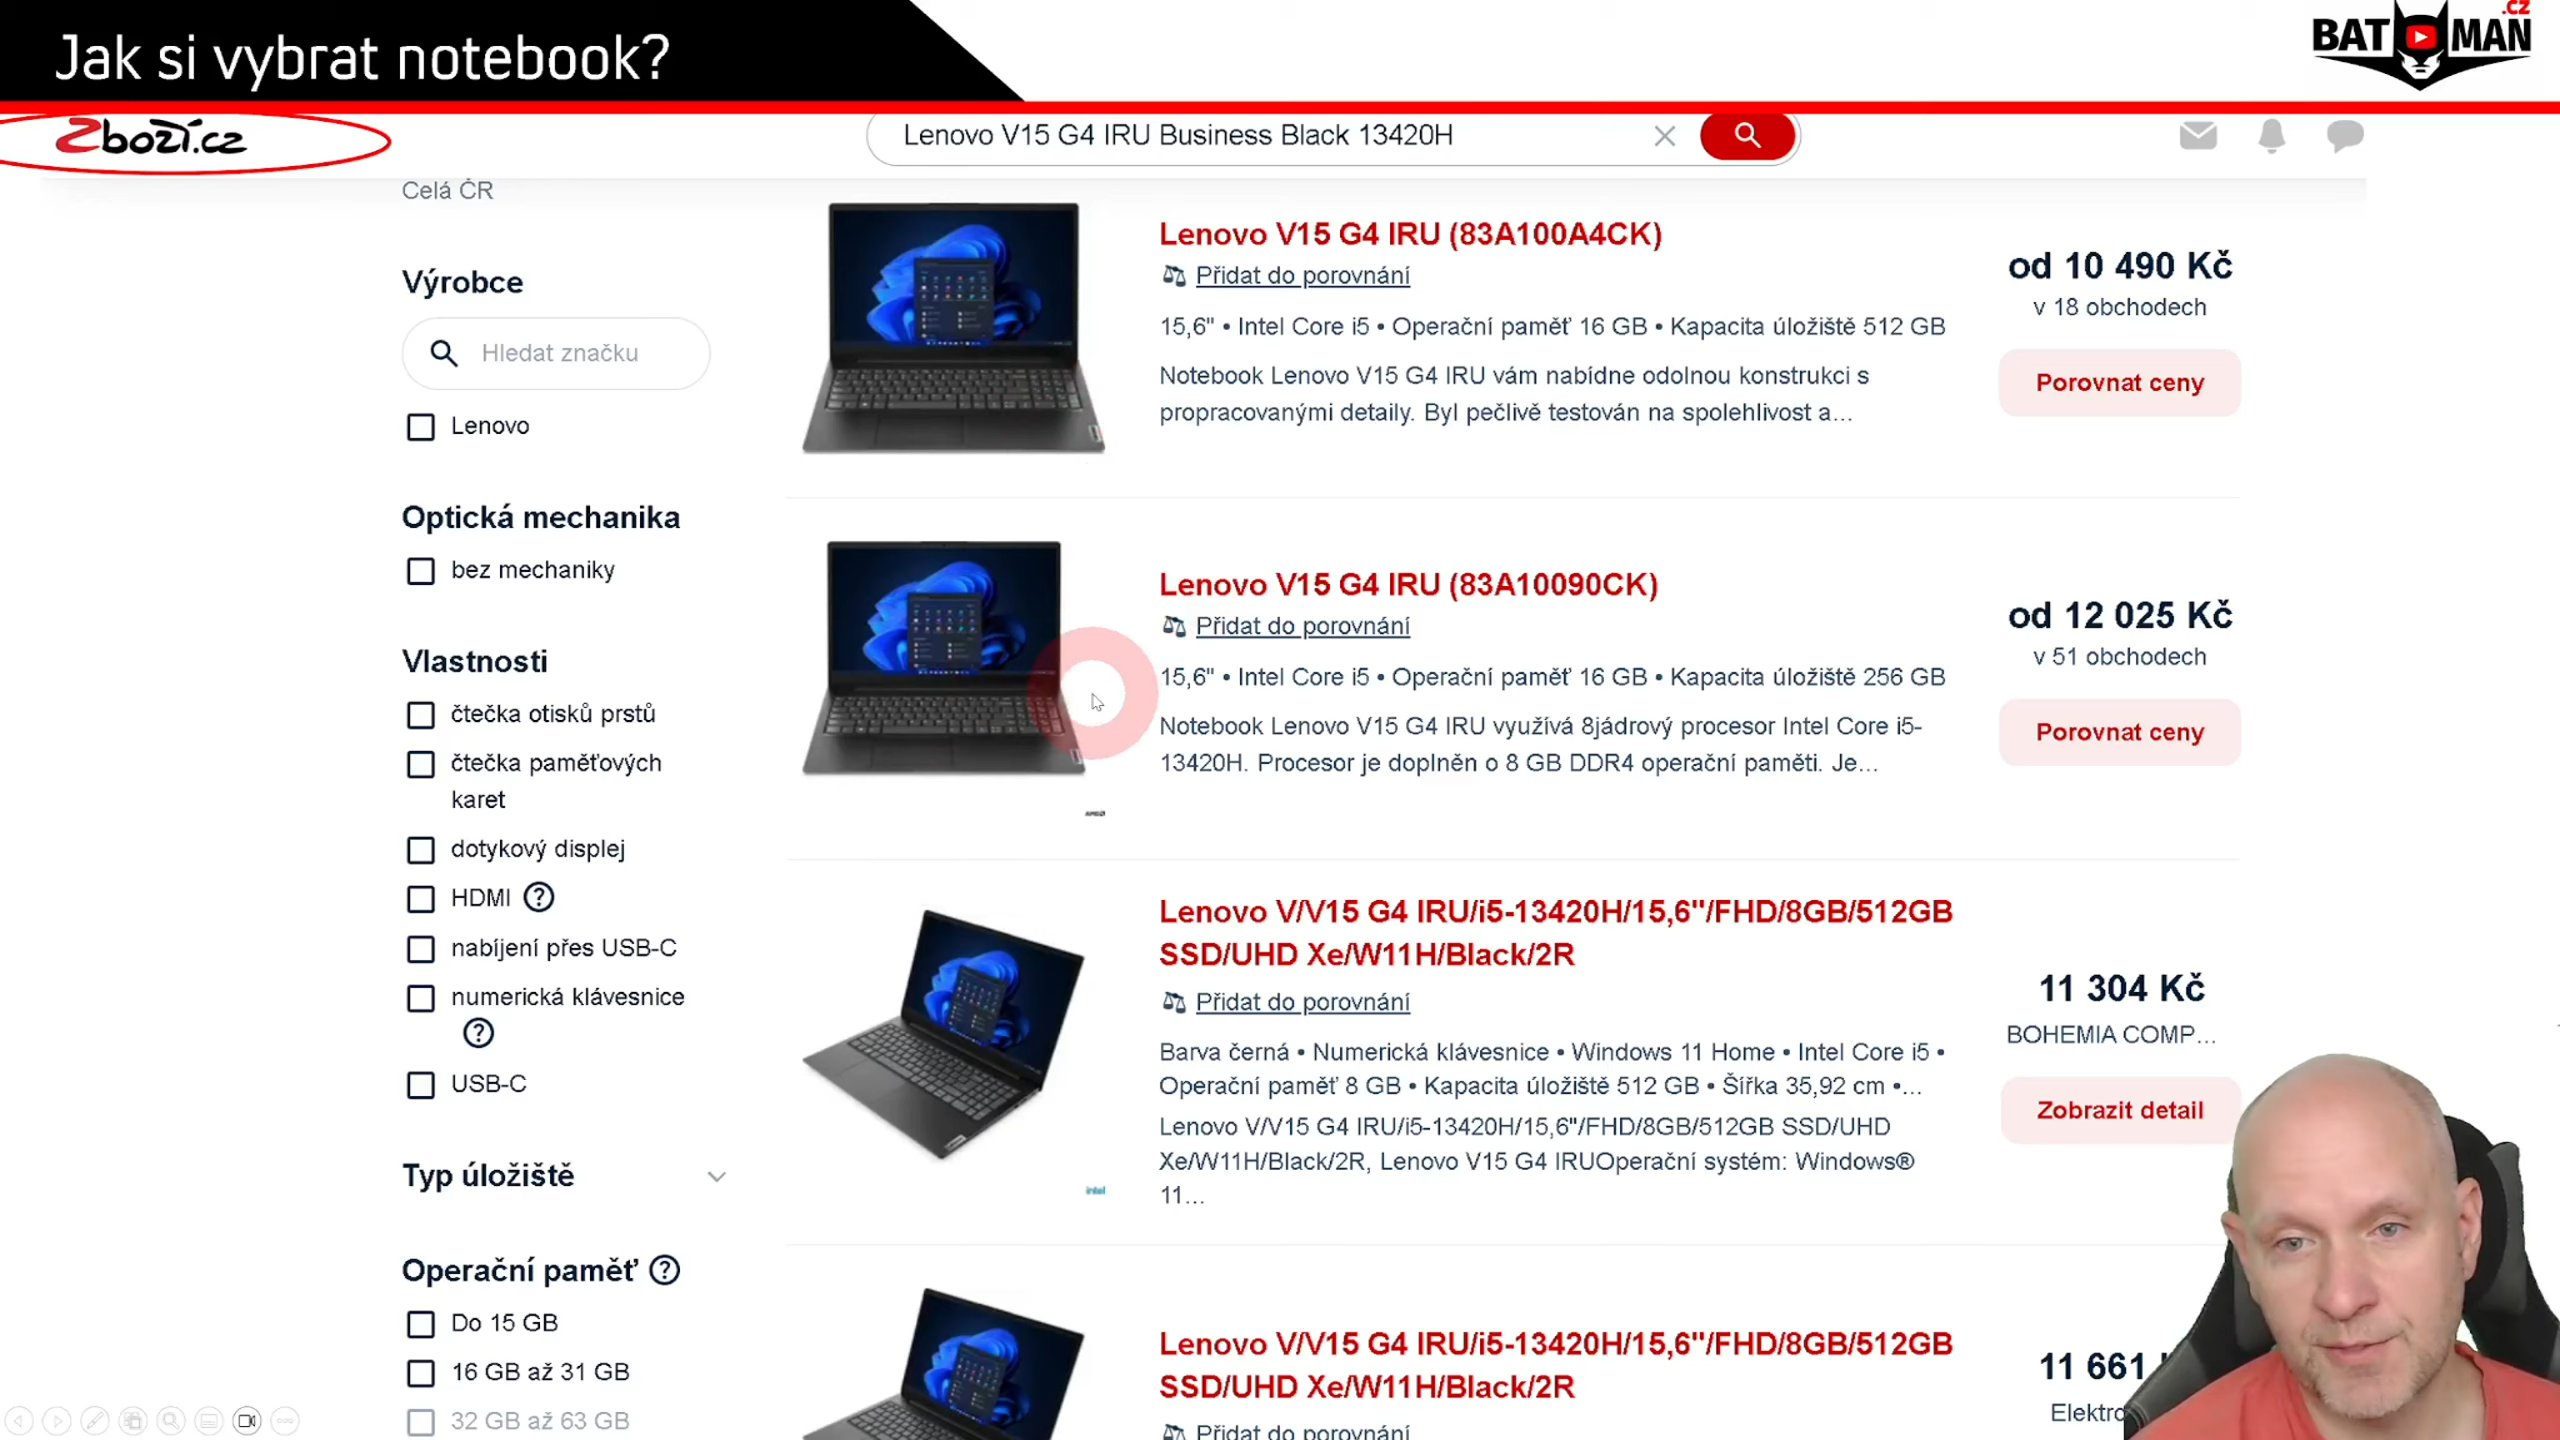 Jak si vybrat notebook?
BATMAN
.cz
Zboží.cz
Lenovo V15 G4 IRU Business Black 13420H
Celá ČR
Výrobce
Hledat značku
Lenovo
Optická mechanika
bez mechaniky
Vlastnosti
čtečka otisků prstů
čtečka paměťových
karet
dotykový displej
HDMI ?
nabíjení přes USB-C
numerická klávesnice
?
USB-C
Typ úložiště
Operační paměť ?
Do 15 GB
16 GB až 31 GB
32 GB až 63 GB
Lenovo V15 G4 IRU (83A100A4CK)
Přidat do porovnání
15,6" • Intel Core i5 • Operační paměť 16 GB • Kapacita úložiště 512 GB
Notebook Lenovo V15 G4 IRU vám nabídne odolnou konstrukci s
propracovanými detaily. Byl pečlivě testován na spolehlivost a...
od 10 490 Kč
v 18 obchodech
Porovnat ceny
Lenovo V15 G4 IRU (83A10090CK)
Přidat do porovnání
15,6" • Intel Core i5 • Operační paměť 16 GB • Kapacita úložiště 256 GB
Notebook Lenovo V15 G4 IRU využívá 8jádrový procesor Intel Core i5-
13420H. Procesor je doplněn o 8 GB DDR4 operační paměti. Je...
od 12 025 Kč
v 51 obchodech
Porovnat ceny
AMD
Lenovo V/V15 G4 IRU/i5-13420H/15,6"/FHD/8GB/512GB
SSD/UHD Xe/W11H/Black/2R
Přidat do porovnání
Barva černá • Numerická klávesnice • Windows 11 Home • Intel Core i5 •
Operační paměť 8 GB • Kapacita úložiště 512 GB • Šířka 35,92 cm •...
Lenovo V/V15 G4 IRU/i5-13420H/15,6"/FHD/8GB/512GB SSD/UHD
Xe/W11H/Black/2R, Lenovo V15 G4 IRUOperační systém: Windows®
11...
11 304 Kč
BOHEMIA COMP...
Zobrazit detail
intel
Lenovo V/V15 G4 IRU/i5-13420H/15,6"/FHD/8GB/512GB
SSD/UHD Xe/W11H/Black/2R
Přidat do porovnání
11 661
Elektro